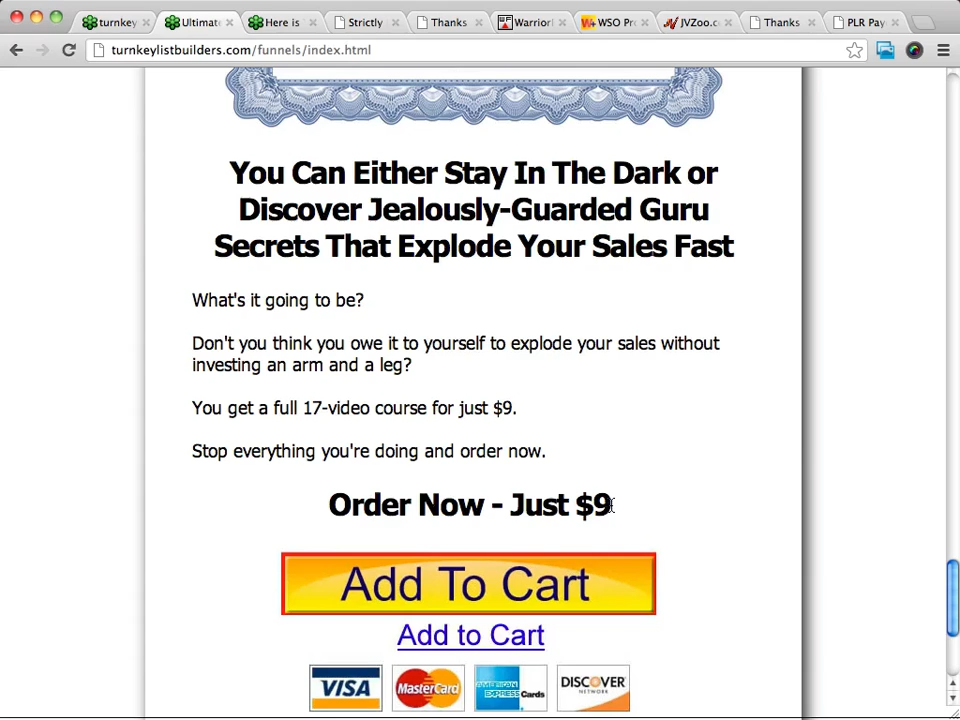 turnkey
Ultimate
Here is
Strictly
Thanks
Warrior
WSO Pr
JVZoo.c
Thanks
PLR Pay
turnkeylistbuilders.com/funnels/index.html
You Can Either Stay In The Dark or
Discover Jealously-Guarded Guru
Secrets That Explode Your Sales Fast
What's it going to be?
Don't you think you owe it to yourself to explode your sales without
investing an arm and a leg?
You get a full 17-video course for just $9.
Stop everything you're doing and order now.
Order Now - Just $9
Add To Cart
Add to Cart
VISA
MasterCard
AMERICAN EXPRESS Cards
DISCOVER
NETWORK